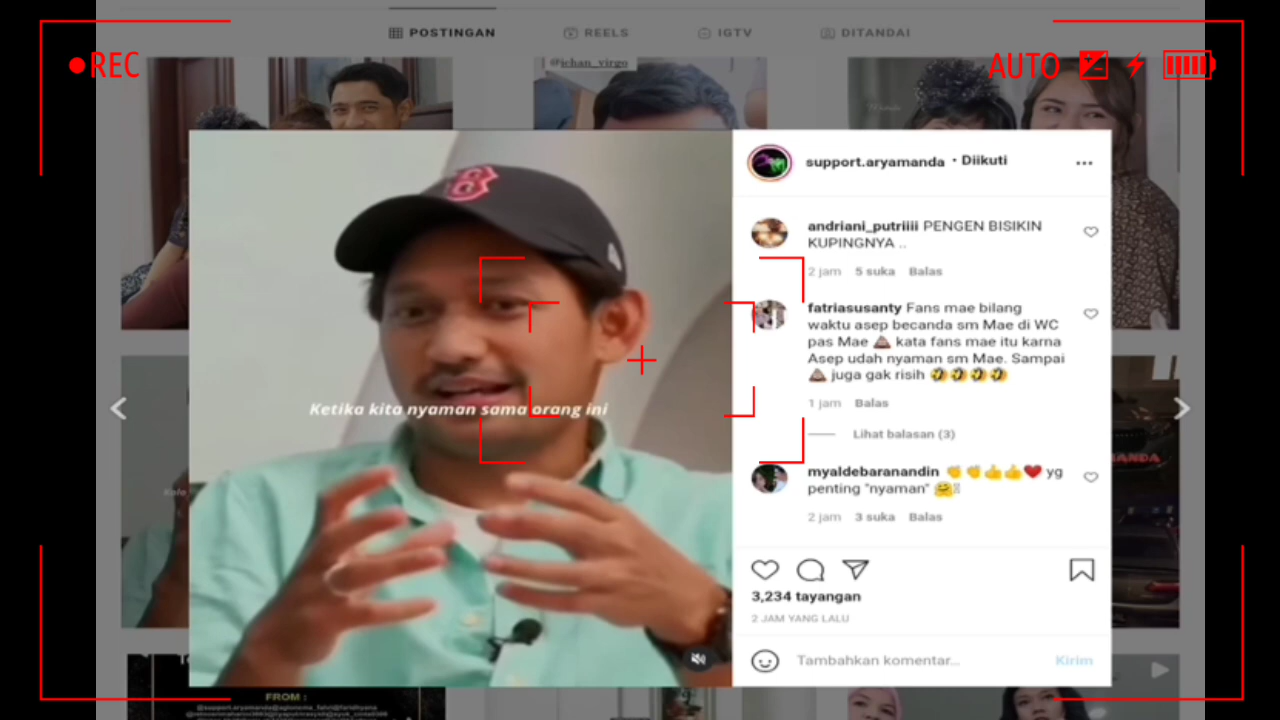 POSTINGAN REELS IGTV DITANDAI
@ichan_virgo
REC
AUTO
support.aryamanda • Diikuti
andriani_putriiii PENGEN BISIKIN
KUPINGNYA ..
2 jam 5 suka Balas
fatriasusanty Fans mae bilang
waktu asep becanda sm Mae di WC
pas Mae 💩 kata fans mae itu karna
Asep udah nyaman sm Mae. Sampai
💩 juga gak risih 🤣🤣🤣🤣
1 jam Balas
Lihat balasan (3)
Ketika kita nyaman sama orang ini
myaldebaranandin 👏👏👍👍❤️ yg
penting "nyaman" 🤗
2 jam 3 suka Balas
3,234 tayangan
2 JAM YANG LALU
Tambahkan komentar... Kirim
FROM :